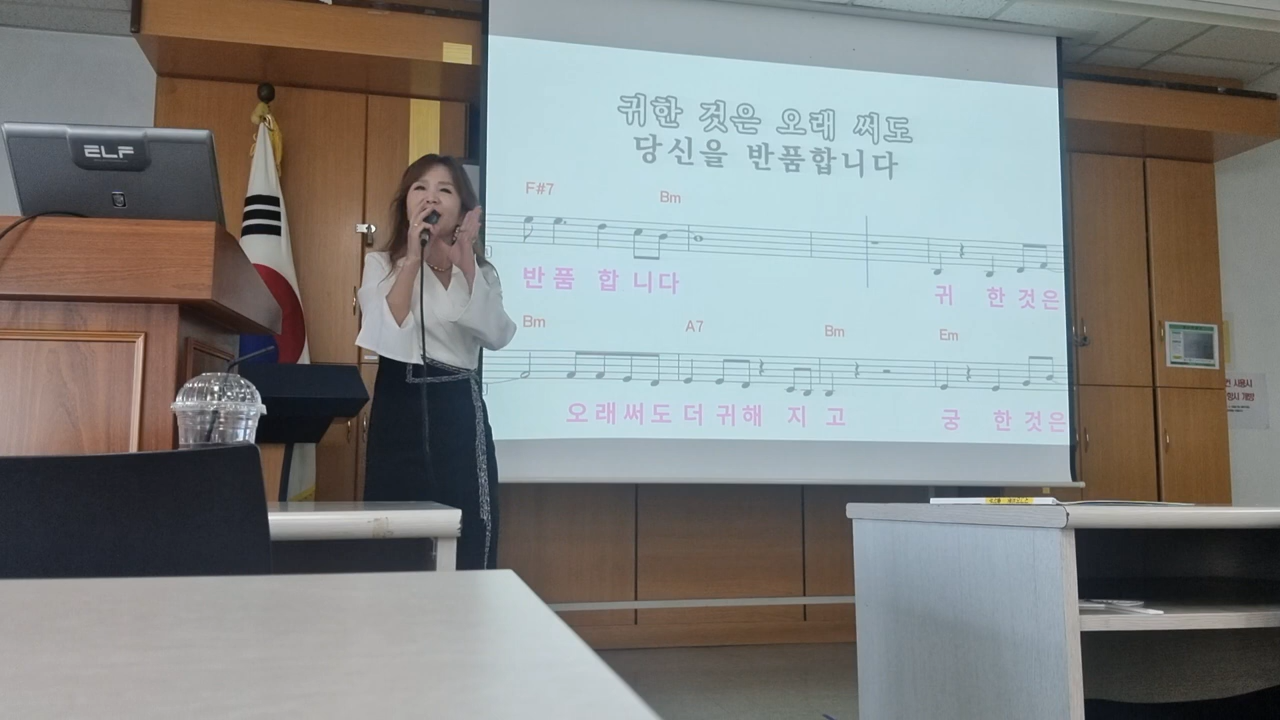 ELF
귀한 것은 오래 써도
당신을 반품합니다
F#7 Bm
반품 합 니다 귀 한 것은
Bm A7 Bm Em
오래써도 더 귀해 지 고 궁 한 것은